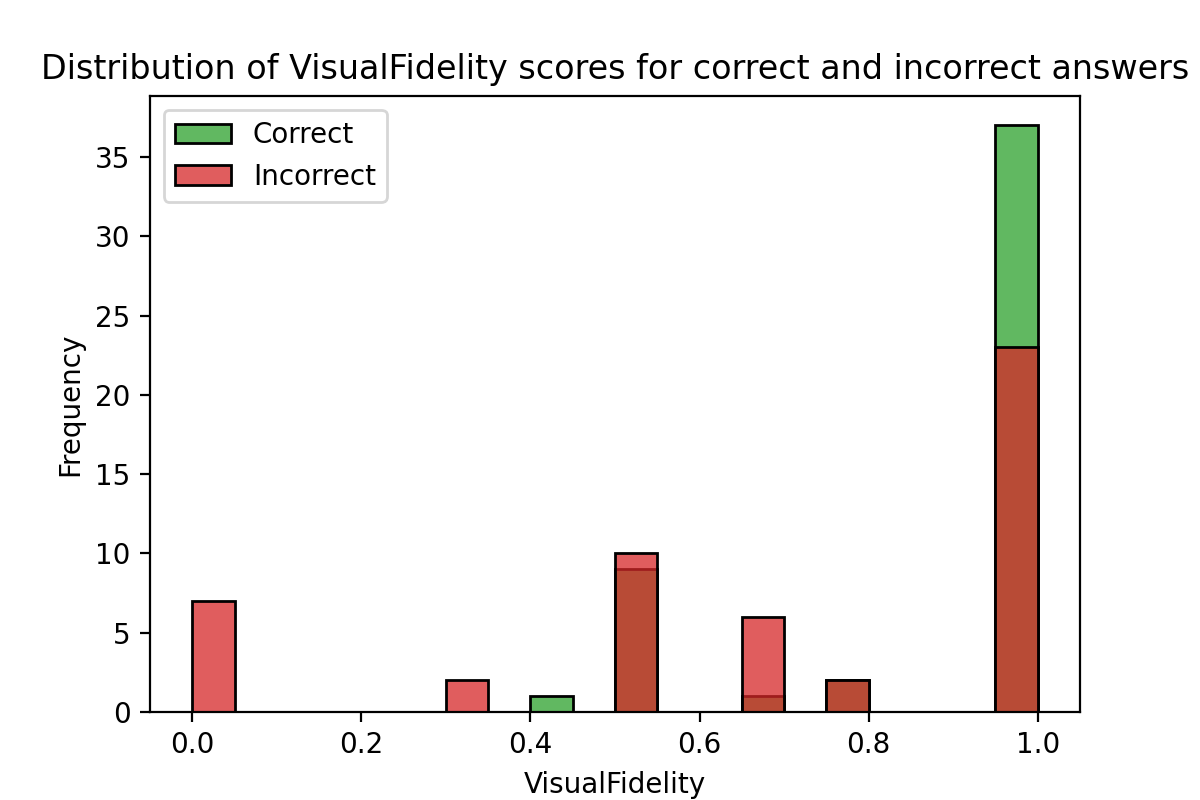 Distribution of VisualFidelity scores for correct and incorrect answers
Correct
Incorrect
Frequency
35
30
25
20
15
10
5
0
0.0 0.2 0.4 0.6 0.8 1.0
VisualFidelity